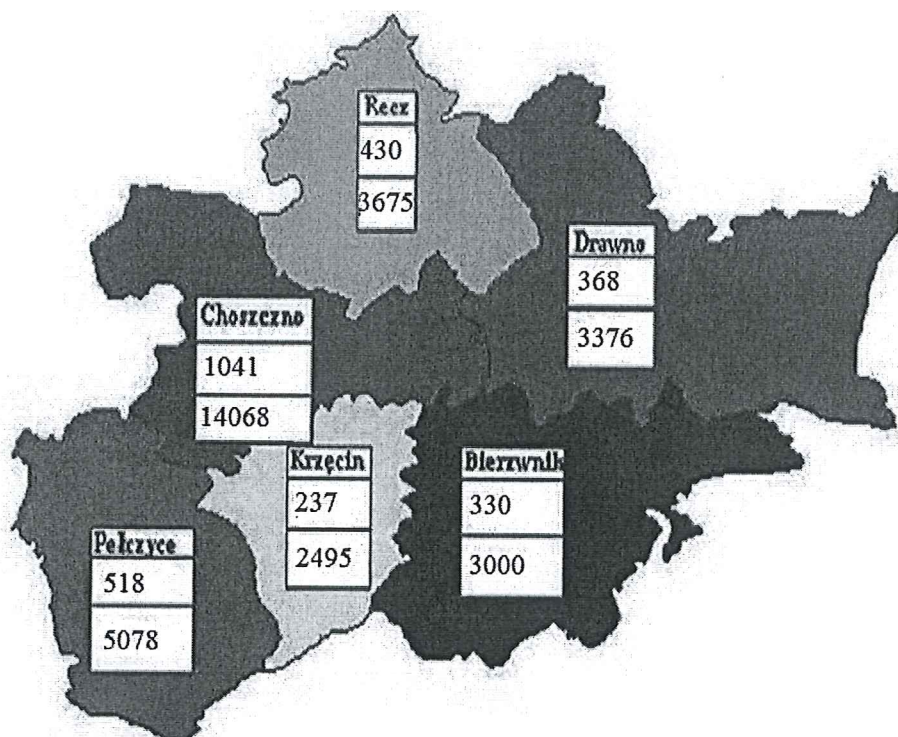 Recz
430
3675
Drawno
368
3376
Choszczno
1041
14068
Krzęcin
237
2495
Bierzwnik
330
3000
Pełczyce
518
5078